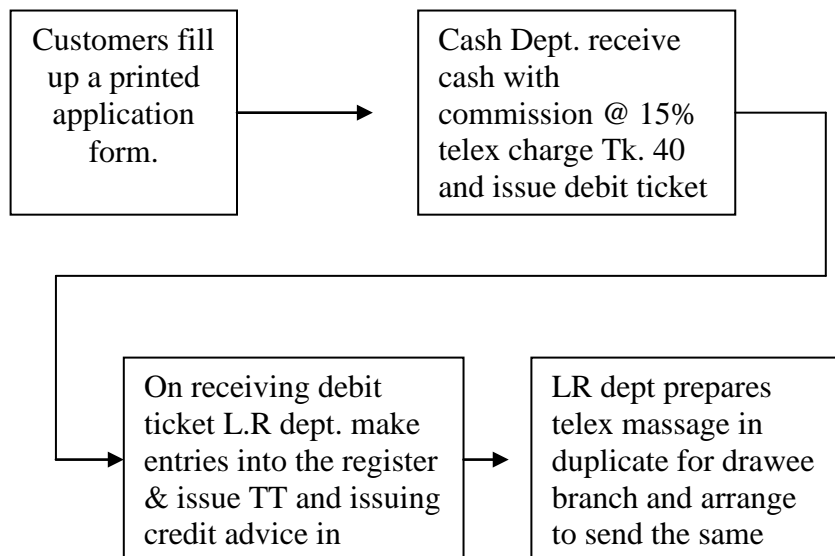 Customers fill
up a printed
application
form.
Cash Dept. receive
cash with
commission @ 15%
telex charge Tk. 40
and issue debit ticket
On receiving debit
ticket L.R dept. make
entries into the register
& issue TT and issuing
credit advice in
LR dept prepares
telex massage in
duplicate for drawee
branch and arrange
to send the same